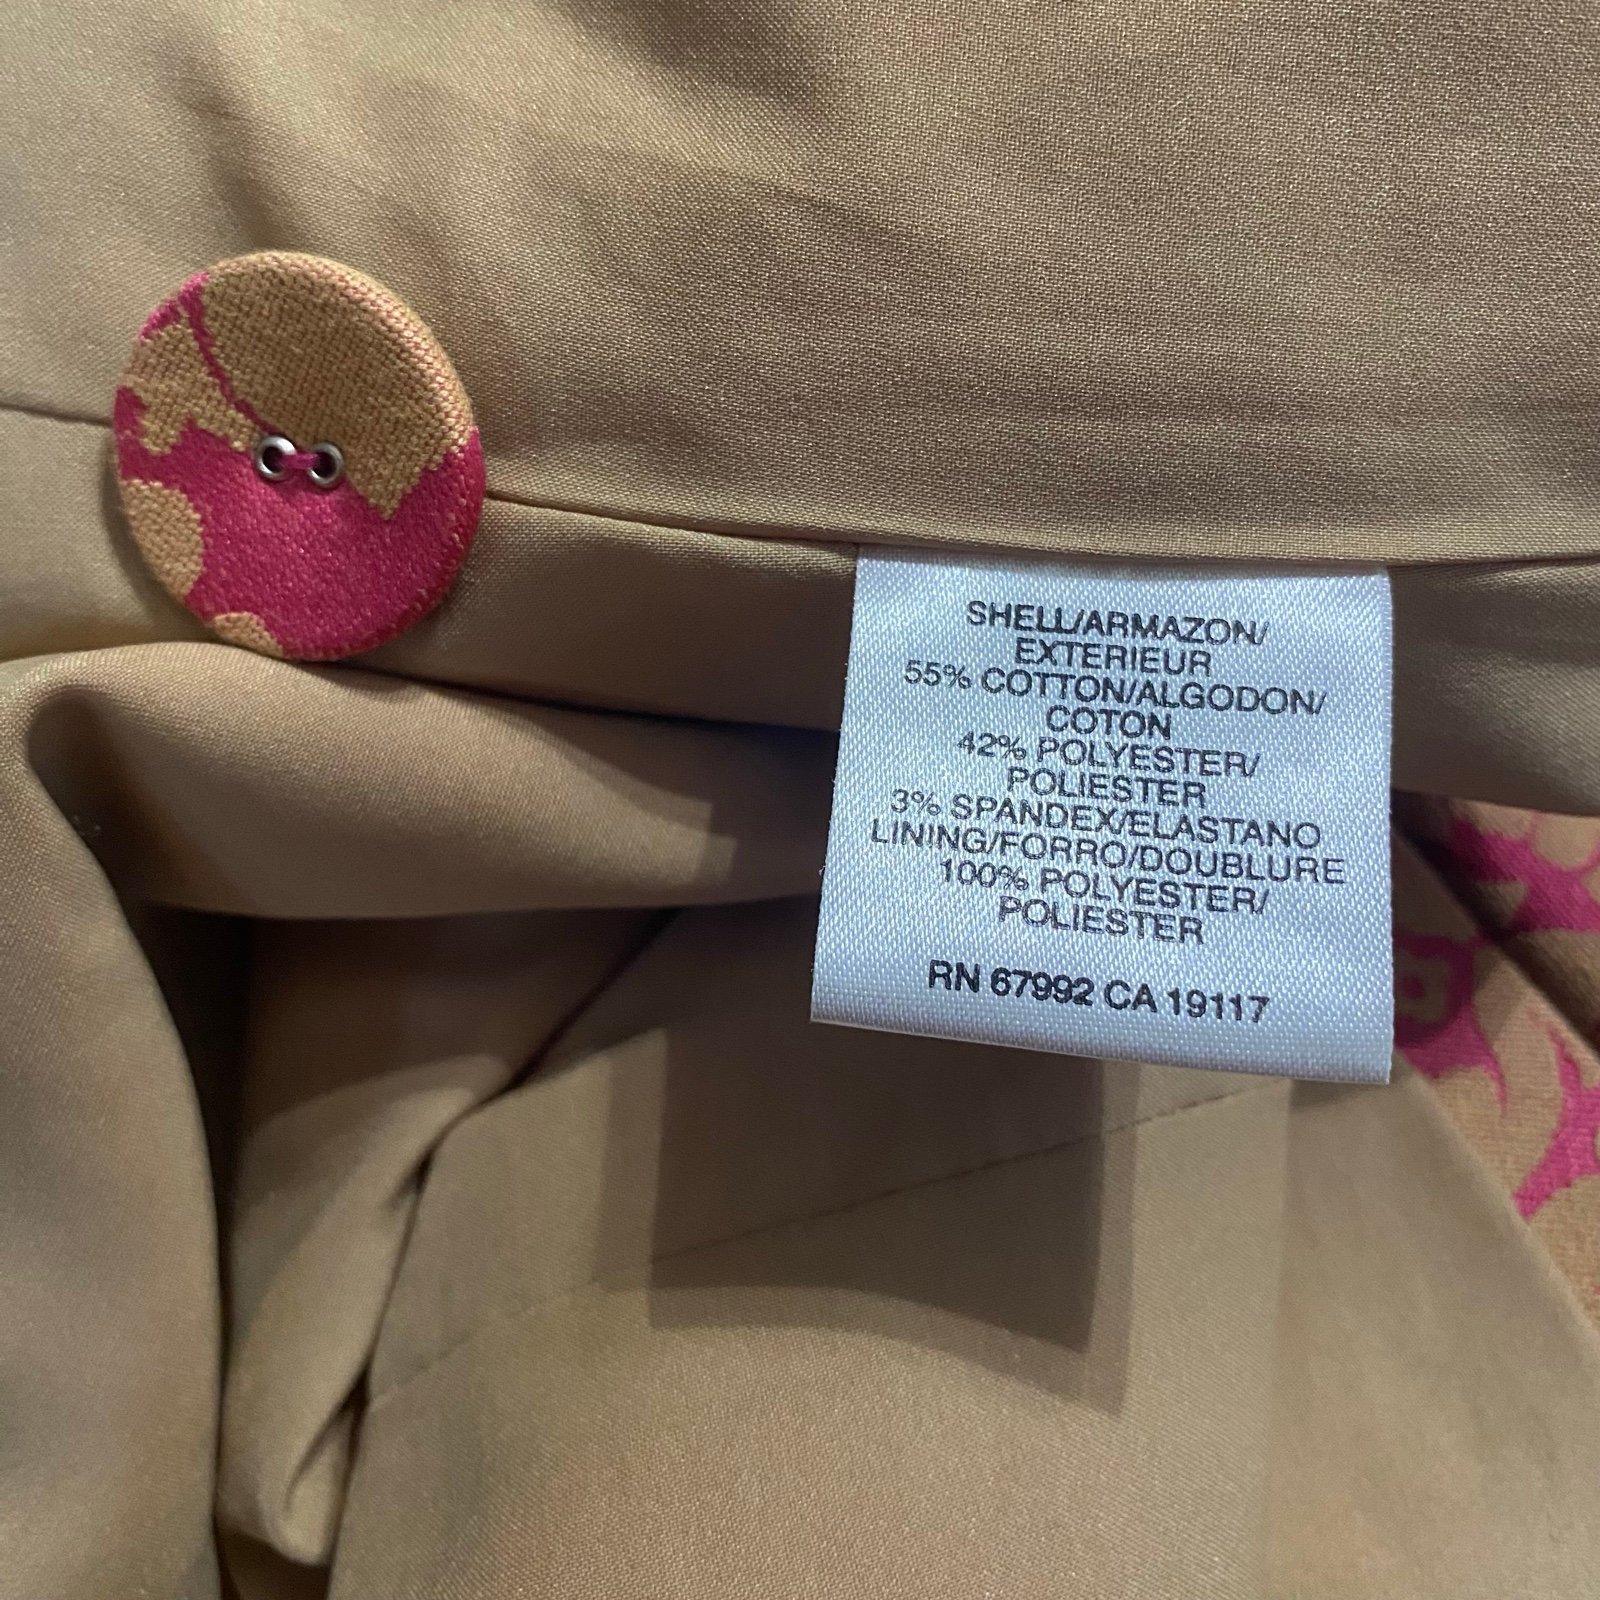 SHELL/ARMAZON/
EXTERIEUR
55% COTTON/ALGODON/
COTON
42% POLYESTER/
POLIESTER
3% SPANDEX/ELASTANO
LINING/FORRO/DOUBLURE
100% POLYESTER/
POLIESTER
RN 67992 CA 19117